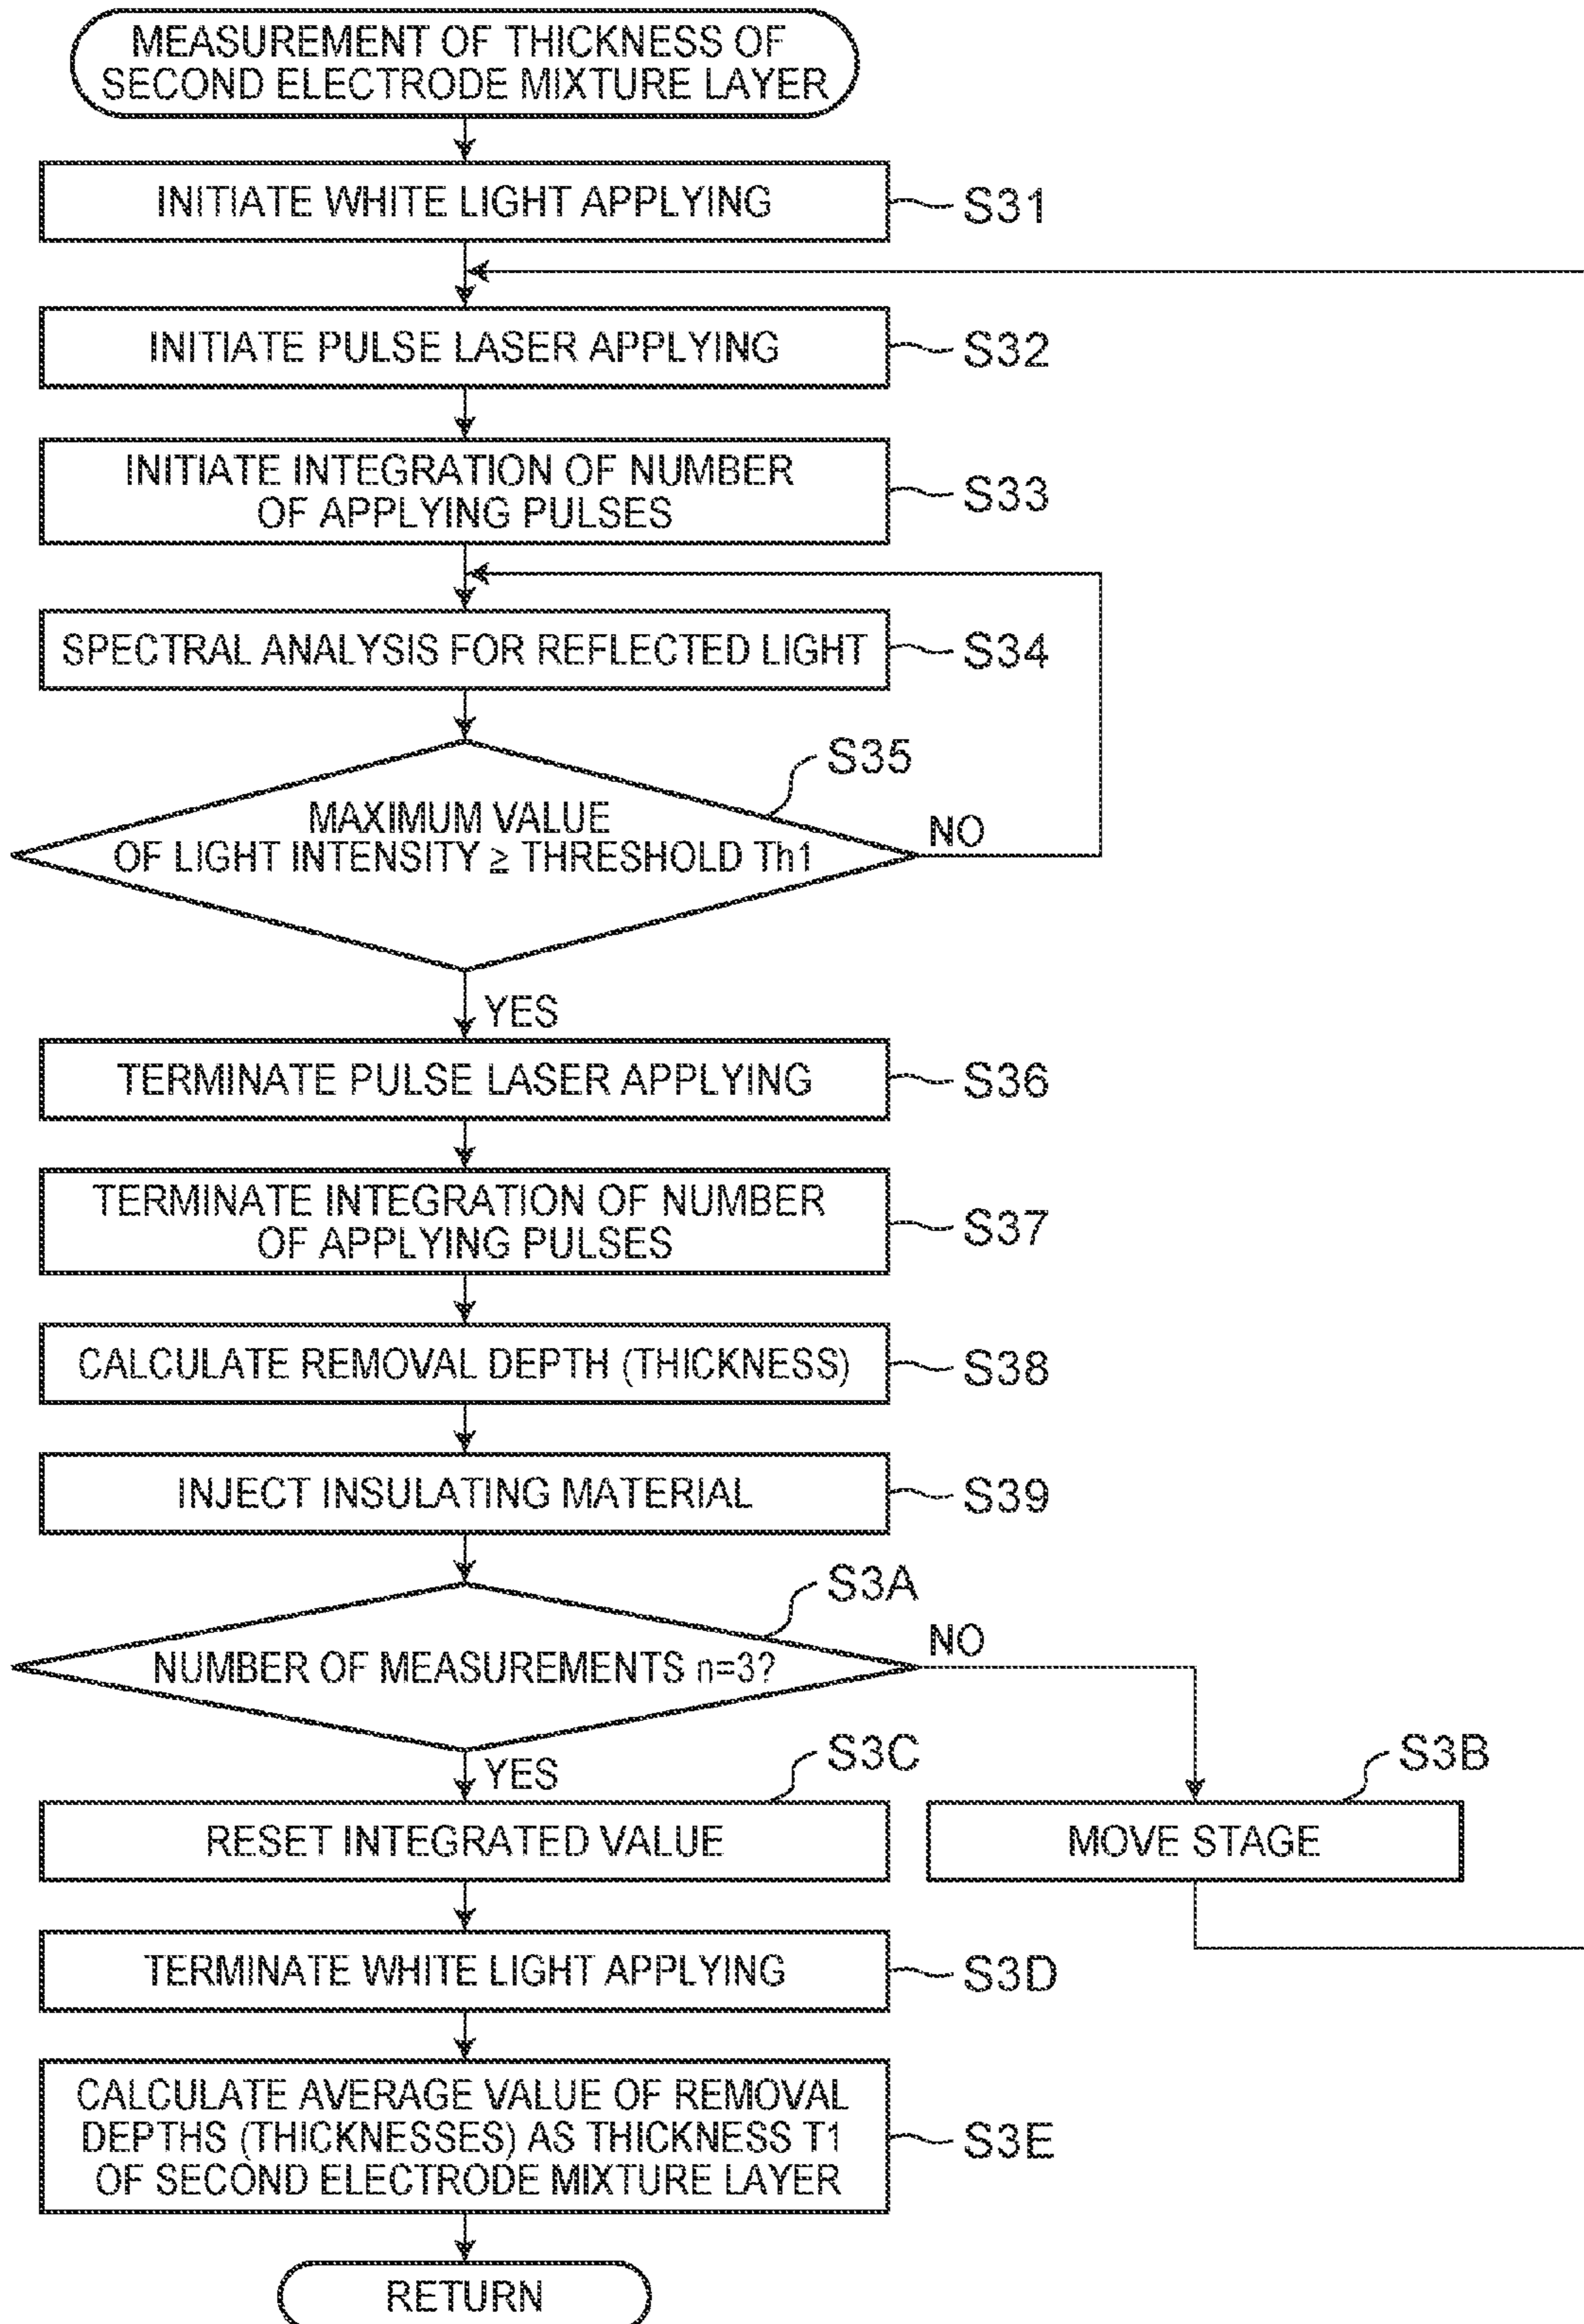 MEASUREMENT OF THICKNESS OF
SECOND ELECTRODE MIXTURE LAYER
INITIATE WHITE LIGHT APPLYING
S31
INITIATE PULSE LASER APPLYING
S32
INITIATE INTEGRATION OF NUMBER
OF APPLYING PULSES
S33
SPECTRAL ANALYSIS FOR REFLECTED LIGHT
S34
S35
MAXIMUM VALUE
OF LIGHT INTENSITY ≥ THRESHOLD Th1
NO
YES
TERMINATE PULSE LASER APPLYING
S36
TERMINATE INTEGRATION OF NUMBER
OF APPLYING PULSES
S37
CALCULATE REMOVAL DEPTH (THICKNESS)
S38
INJECT INSULATING MATERIAL
S39
S3A
NUMBER OF MEASUREMENTS n=3?
NO
YES
S3C
S3B
RESET INTEGRATED VALUE
MOVE STAGE
TERMINATE WHITE LIGHT APPLYING
S3D
CALCULATE AVERAGE VALUE OF REMOVAL
DEPTHS (THICKNESSES) AS THICKNESS T1
OF SECOND ELECTRODE MIXTURE LAYER
S3E
RETURN